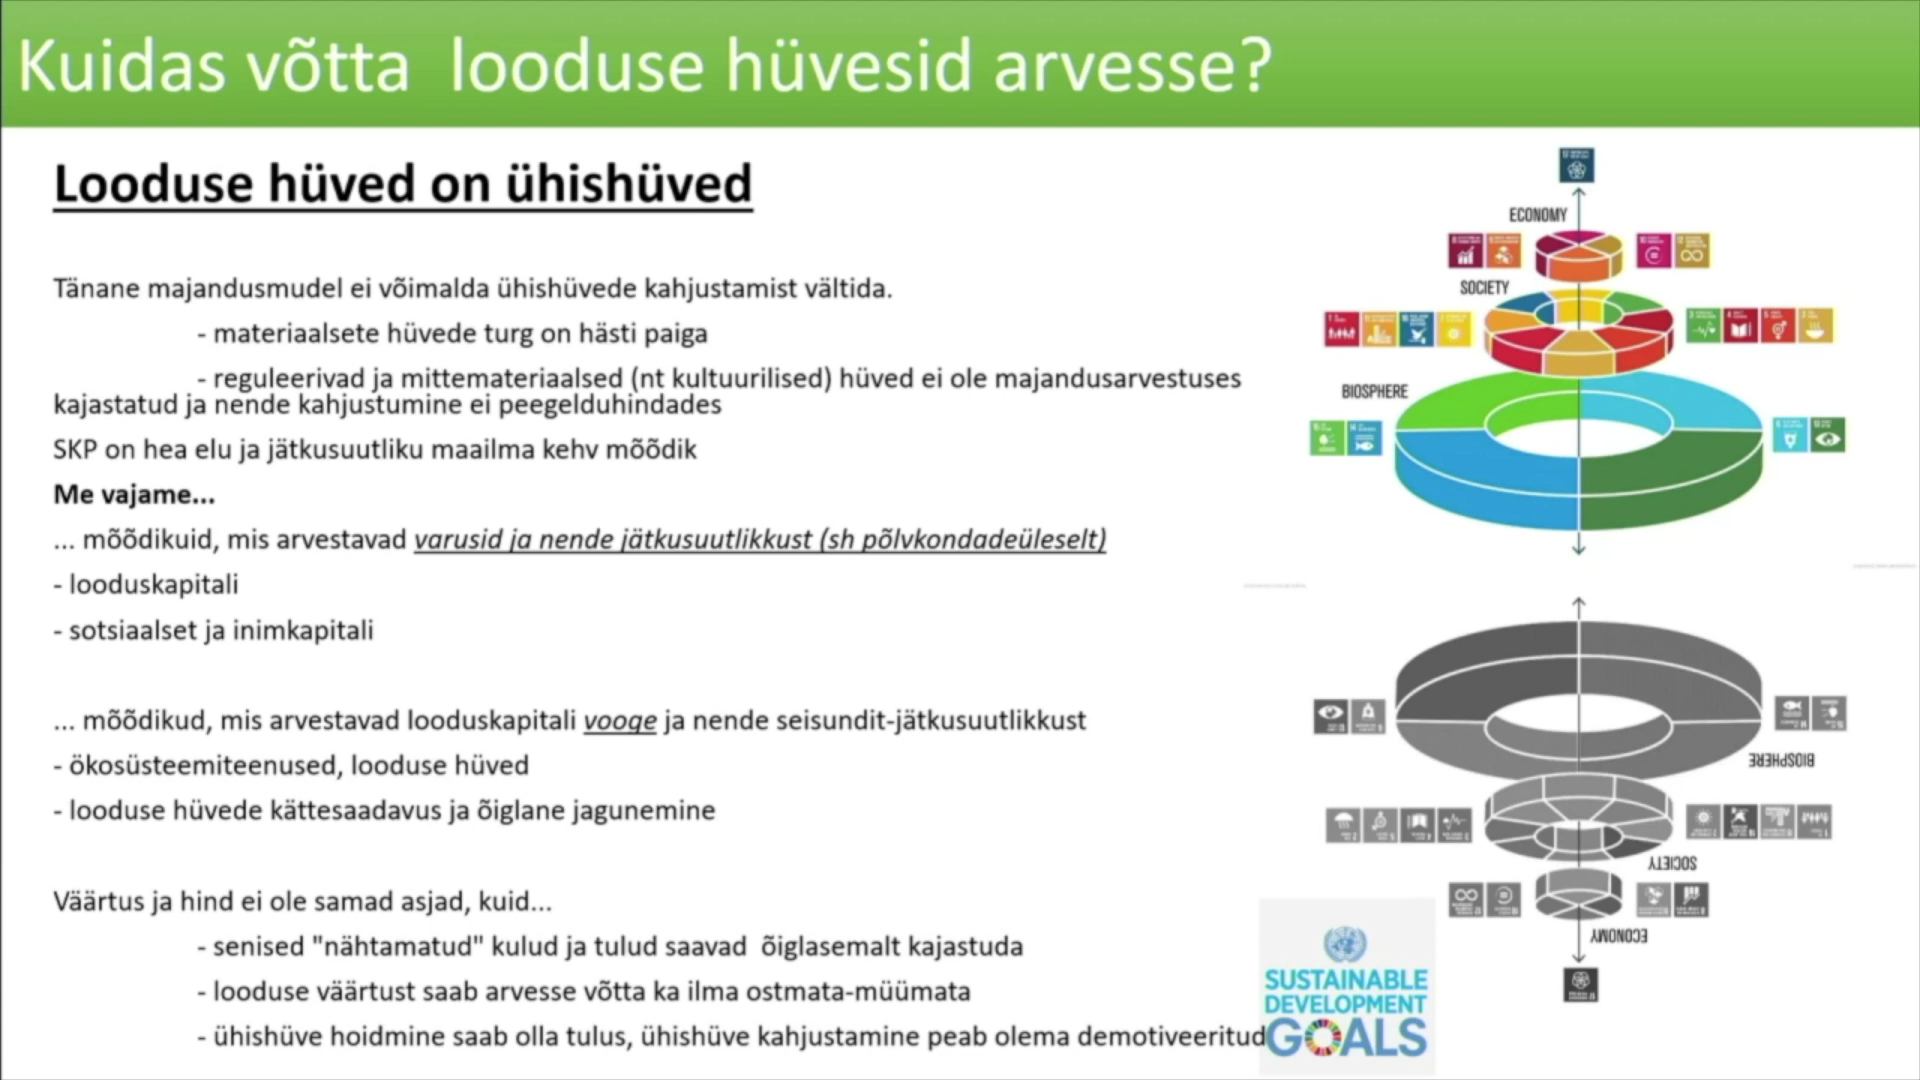 Kuidas võtta looduse hüvesid arvesse?
Looduse hüved on ühishüved
Tänane majandusmudel ei võimalda ühishüvede kahjustamist vältida.
- materiaalsete hüvede turg on hästi paiga
- reguleerivad ja mittemateriaalsed (nt kultuurilised) hüved ei ole majandusarvestuses
kajastatud ja nende kahjustumine ei peegelduhindades
SKP on hea elu ja jätkusuutliku maailma kehv mõõdik
Me vajame...
... mõõdikuid, mis arvestavad varusid ja nende jätkusuutlikkust (sh põlvkondadeüleselt)
- looduskapitali
- sotsiaalset ja inimkapitali
... mõõdikud, mis arvestavad looduskapitali vooge ja nende seisundit-jätkusuutlikkust
- ökosüsteemiteenused, looduse hüved
- looduse hüvede kättesaadavus ja õiglane jagunemine
Väärtus ja hind ei ole samad asjad, kuid...
- senised "nähtamatud" kulud ja tulud saavad õiglasemalt kajastuda
- looduse väärtust saab arvesse võtta ka ilma ostmata-müümata
- ühishüve hoidmine saab olla tulus, ühishüve kahjustamine peab olema demotiveeritud
ECONOMY
SOCIETY
BIOSPHERE
BIOSPHERE
SOCIETY
ECONOMY
SUSTAINABLE
DEVELOPMENT
GOALS